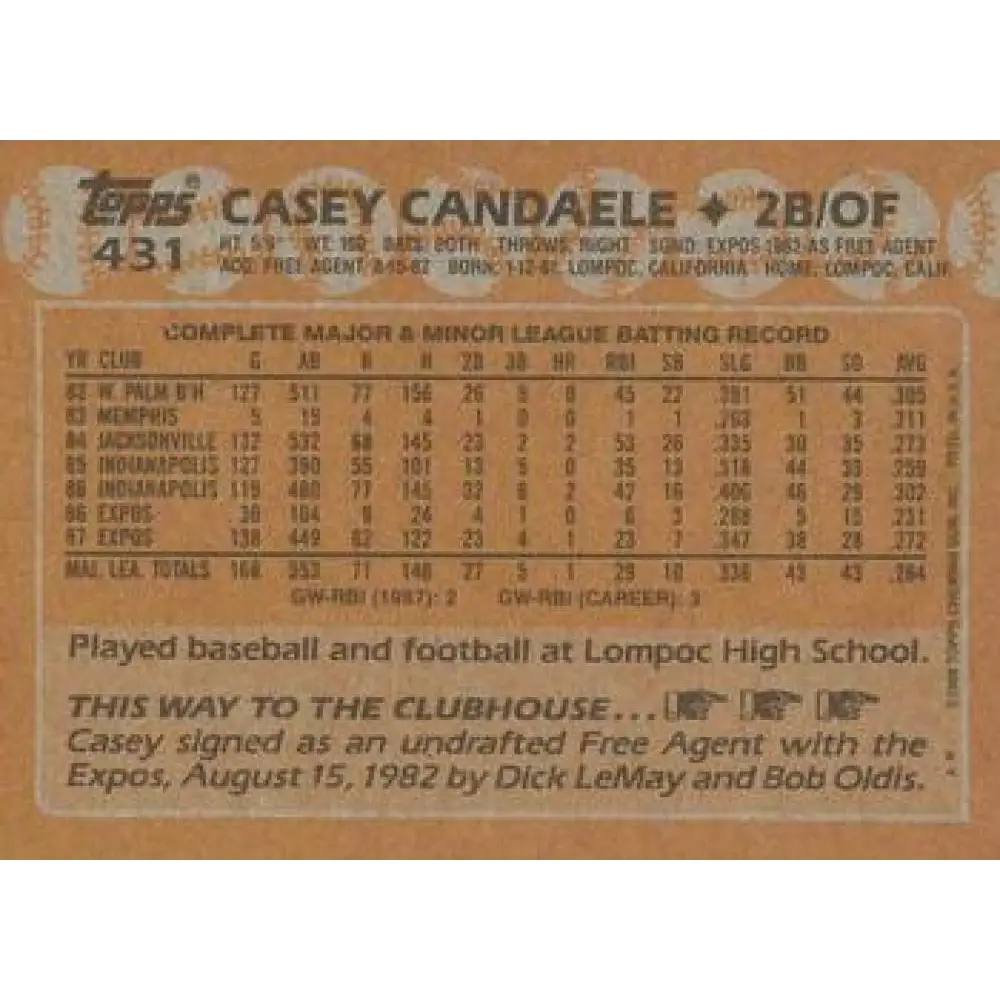 topps® CASEY CANDAELE ✦ 2B/OF
431 HT. 5'9" WT. 160 BATS: BOTH THROWS: RIGHT SGND: EXPOS 1982-AS FREE AGENT
ACQ: FREE AGENT, 8-15-82 BORN: 1-12-61, LOMPOC, CALIFORNIA HOME: LOMPOC, CALIF.
COMPLETE MAJOR & MINOR LEAGUE BATTING RECORD
YR CLUB G AB R H 2B 3B HR RBI SB SLG BB SO AVG
W. PALM B'H 127 511 77 156 26 45 22 51 44 .305
MEMPHIS 5 19 4 4 1 0 0 1 1 .263 1 3 .211
84 JACKSONVILLE 132 532 68 145 23 2 2 53 26 .335 30 35 .273
85 INDIANAPOLIS 127 390 55 101 13 5 0 35 13 44 33 .259
86 INDIANAPOLIS 119 480 77 145 32 6 2 42 16 .406 46 29 .302
86 EXPOS 30 104 9 24 4 1 0 6 3 .288 5 15 .231
87 EXPOS 138 449 62 122 23 4 1 23 7 .347 38 28 .272
MAJ. LEA. TOTALS 168 553 71 146 27 5 1 29 10 .336 43 43 .264
GW-RBI (1987): 2 GW-RBI (CAREER): 3
Played baseball and football at Lompoc High School.
THIS WAY TO THE CLUBHOUSE...
Casey signed as an undrafted Free Agent with the
Expos, August 15, 1982 by Dick LeMay and Bob Oldis.